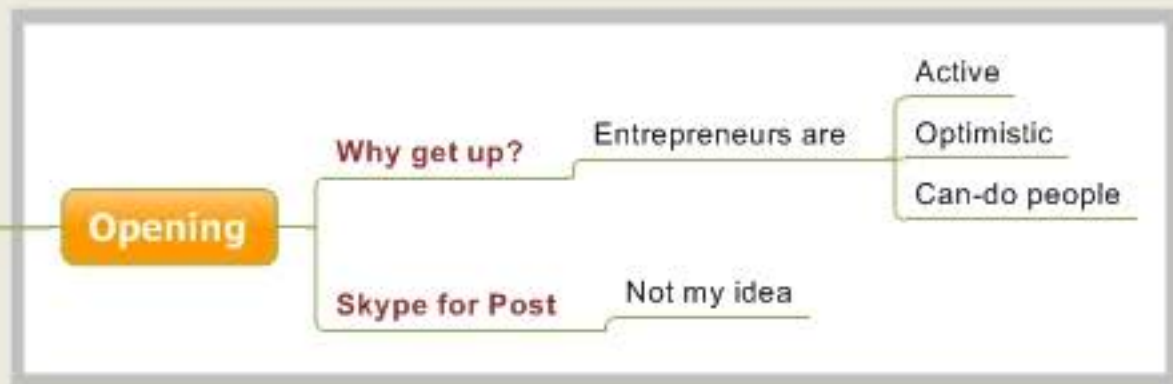 Opening
Why get up?
Entrepreneurs are
Active
Optimistic
Can-do people
Skype for Post
Not my idea